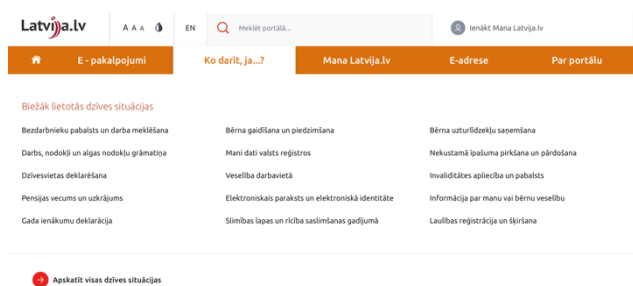 Latvija.lv
A A A
EN
Meklēt portālā...
Ienākt Mana Latvija.lv
E - pakalpojumi
Ko darīt, ja...?
Mana Latvija.lv
E-adrese
Par portālu
Biežāk lietotās dzīves situācijas
Bezdarbnieku pabalsts un darba meklēšana
Bērna gaidīšana un piedzimšana
Bērna uzturlīdzekļu saņemšana
Darbs, nodokļi un algas nodokļu grāmatiņa
Mani dati valsts reģistros
Nekustamā īpašuma pirkšana un pārdošana
Dzīvesvietas deklarēšana
Veselība darbavietā
Invaliditātes apliecība un pabalsts
Pensijas vecums un uzkrājums
Elektroniskais paraksts un elektroniskā identitāte
Informācija par manu vai bērnu veselību
Gada ienākumu deklarācija
Slimības lapas un rīcība saslimšanas gadījumā
Laulības reģistrācija un šķiršana
Apskatīt visas dzīves situācijas